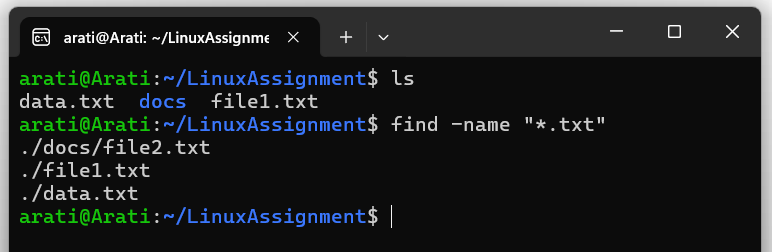 arati@Arati: ~/LinuxAssignme
arati@Arati:~/LinuxAssignment$ ls
data.txt  docs  file1.txt
arati@Arati:~/LinuxAssignment$ find -name "*.txt"
./docs/file2.txt
./file1.txt
./data.txt
arati@Arati:~/LinuxAssignment$